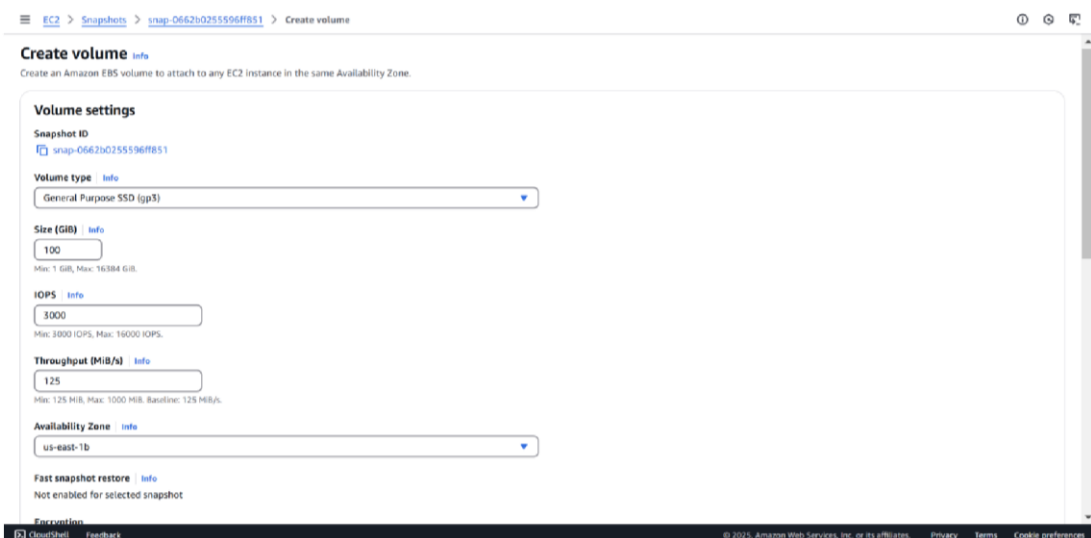 EC2 > Snapshots > snap-0662b0255596ff851 > Create volume
Create volume Info
Create an Amazon EBS volume to attach to any EC2 instance in the same Availability Zone.
Volume settings
Snapshot ID
snap-0662b0255596ff851
Volume type | Info
General Purpose SSD (gp3)
Size (GiB) | Info
100
Min: 1 GiB, Max: 16384 GiB.
IOPS | Info
3000
Min: 3000 IOPS, Max: 16000 IOPS.
Throughput (MiB/s) | Info
125
Min: 125 MiB, Max: 1000 MiB. Baseline: 125 MiB/s.
Availability Zone | Info
us-east-1b
Fast snapshot restore | Info
Not enabled for selected snapshot
Encryption
CloudShell Feedback © 2025, Amazon Web Services, Inc. or its affiliates. Privacy Terms Cookie preferences